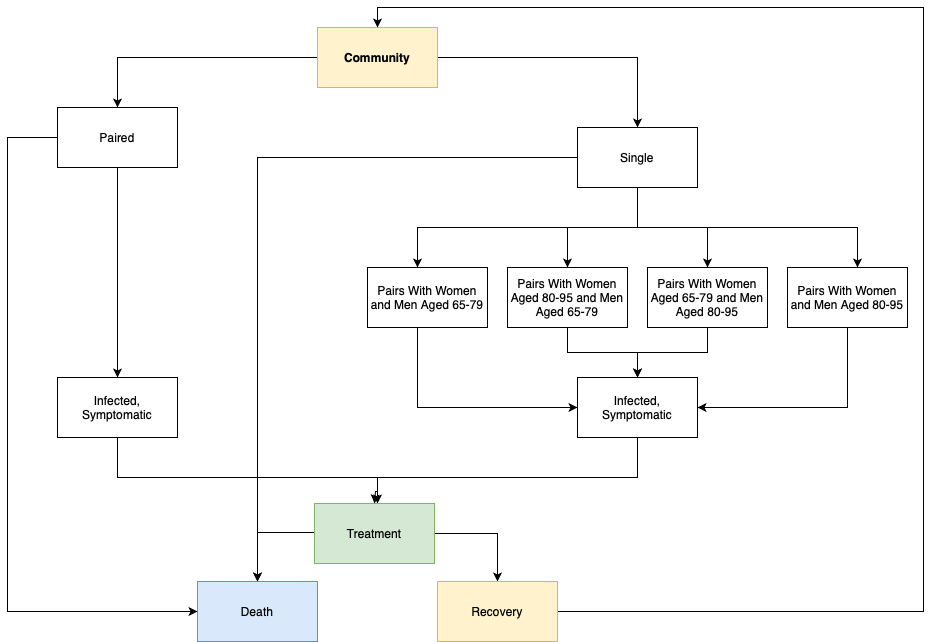 Community
Paired
Single
Pairs With Women
and Men Aged 65-79
Pairs With Women
Aged 80-95 and Men
Aged 65-79
Pairs With Women
Aged 65-79 and Men
Aged 80-95
Pairs With Women
and Men Aged 80-95
Infected,
Symptomatic
Infected,
Symptomatic
Treatment
Death
Recovery